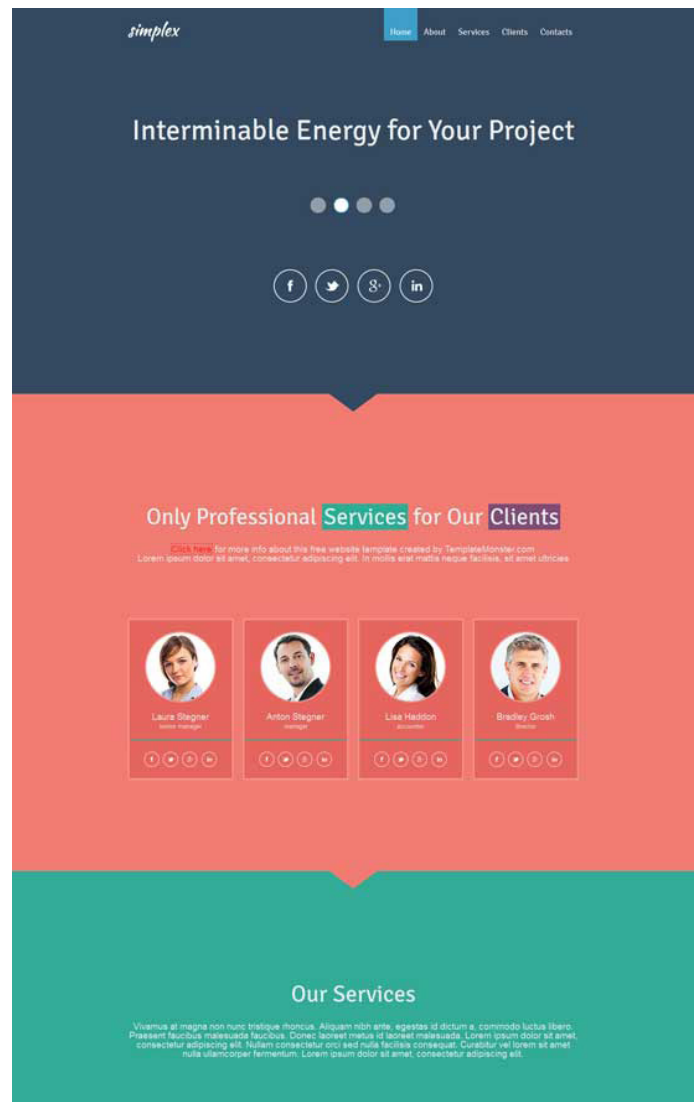 simplex
Home About Services Clients Contacts
Interminable Energy for Your Project
Only Professional Services for Our Clients
Click here for more info about this free website template created by TemplateMonster.com
Lorem ipsum dolor sit amet, consectetur adipiscing elit. In mollis erat mattis neque facilisis, sit amet ultricies
Laura Stegner
Anton Stegner
Lisa Haddon
Bradley Grosh
manager
accounter
director
Our Services
Vivamus at magna non nunc tristique rhoncus. Aliquam nibh ante, egestas id dictum a, commodo luctus libero.
Praesent faucibus malesuada faucibus. Donec laoreet metus id laoreet malesuada. Lorem ipsum dolor sit amet,
consectetur adipiscing elit. Nullam consectetur orci sed nulla facilisis consequat. Curabitur vel lorem sit amet
nulla ullamcorper fermentum. Lorem ipsum dolor sit amet, consectetur adipiscing elit.